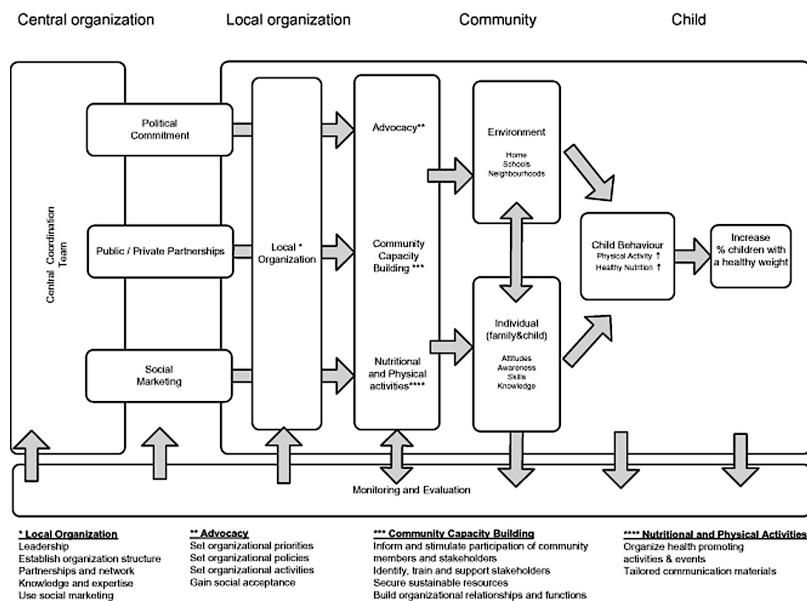 Central organization
Local organization
Community
Child
Central Coordination
Team
Political
Commitment
Public / Private Partnerships
Social
Marketing
Local *
Organization
Advocacy**
Community
Capacity
Building ***
Nutritional
and Physical
activities****
Environment
Home
Schools
Neighbourhoods
Individual
(family&child)
Attitudes
Awareness
Skills
Knowledge
Child Behaviour
Physical Activity ↑
Healthy Nutrition ↑
Increase
% children with
a healthy weight
Monitoring and Evaluation
* Local Organization
Leadership
Establish organization structure
Partnerships and network
Knowledge and expertise
Use social marketing
** Advocacy
Set organizational priorities
Set organizational policies
Set organizational activities
Gain social acceptance
*** Community Capacity Building
Inform and stimulate participation of community
members and stakeholders
Identify, train and support stakeholders
Secure sustainable resources
Build organizational relationships and functions
**** Nutritional and Physical Activities
Organize health promoting
activities & events
Tailored communication materials